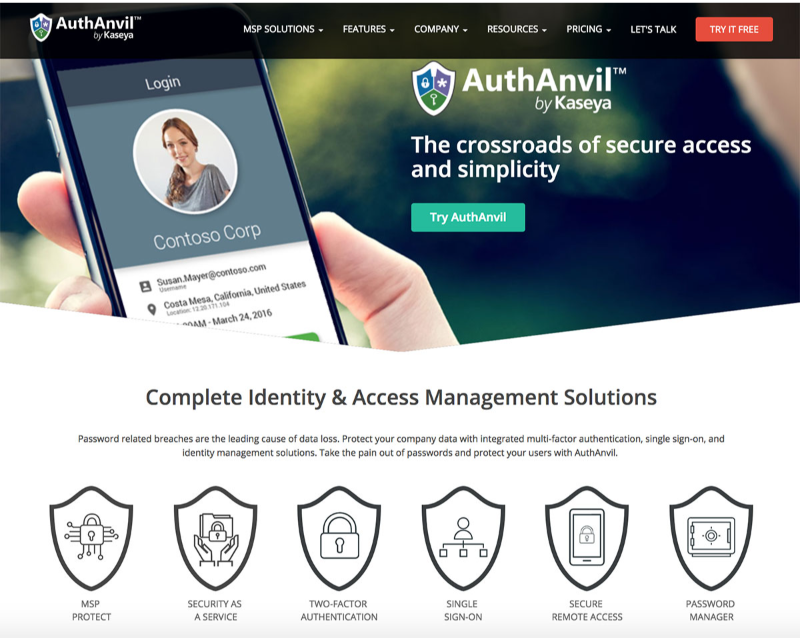 AuthAnvil™
by Kaseya
MSP SOLUTIONS
FEATURES
COMPANY
RESOURCES
PRICING
LET'S TALK
TRY IT FREE
Login
Contoso Corp
Susan.Mayer@contoso.com
Username
Costa Mesa, California, United States
Location: 12.20.171.104
AM - March 24, 2016
AuthAnvil™
by Kaseya
The crossroads of secure access
and simplicity
Try AuthAnvil
Complete Identity & Access Management Solutions
Password related breaches are the leading cause of data loss. Protect your company data with integrated multi-factor authentication, single sign-on, and
identity management solutions. Take the pain out of passwords and protect your users with AuthAnvil.
MSP
PROTECT
SECURITY AS
A SERVICE
TWO-FACTOR
AUTHENTICATION
SINGLE
SIGN-ON
SECURE
REMOTE ACCESS
PASSWORD
MANAGER